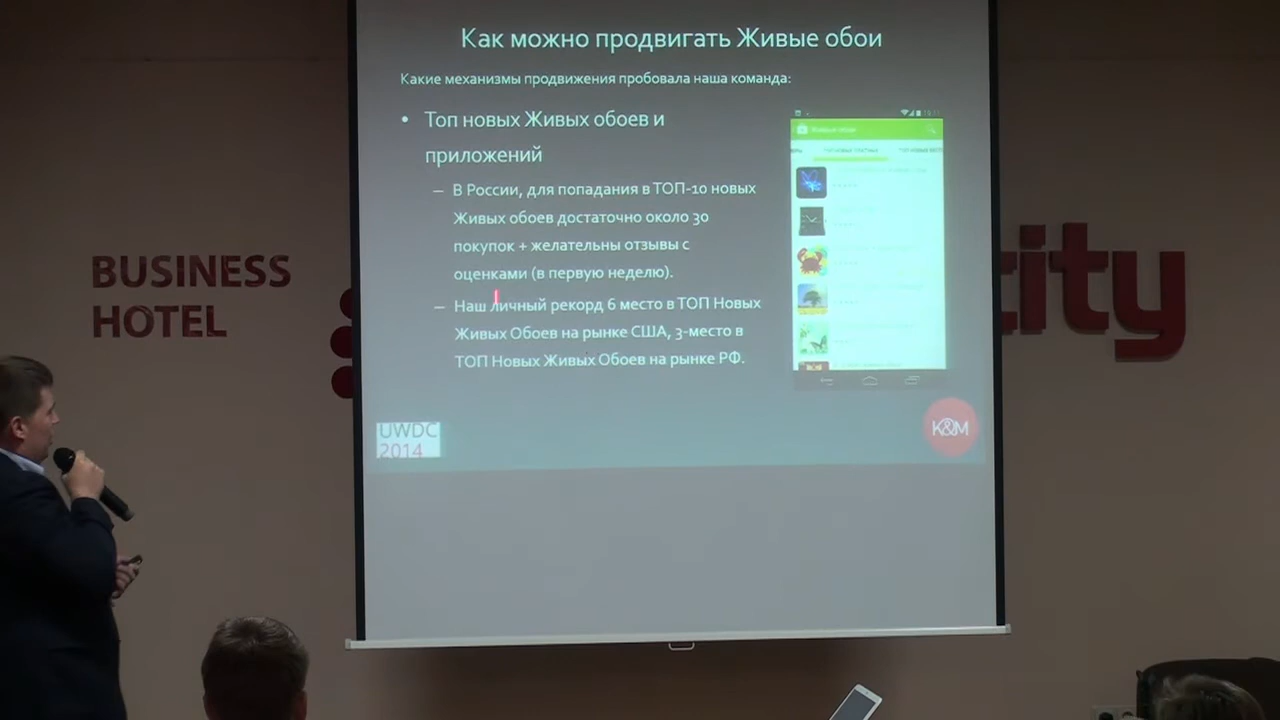 Как можно продвигать Живые обои
Какие механизмы продвижения пробовала наша команда:
• Топ новых Живых обоев и
приложений
– В России, для попадания в ТОП-10 новых
Живых обоев достаточно около 30
покупок + желательны отзывы с
оценками (в первую неделю).
– Наш личный рекорд 6 место в ТОП Новых
Живых Обоев на рынке США, 3-место в
ТОП Новых Живых Обоев на рынке РФ.
Живые обои
UWDC
2014
K&M
BUSINESS
HOTEL
city